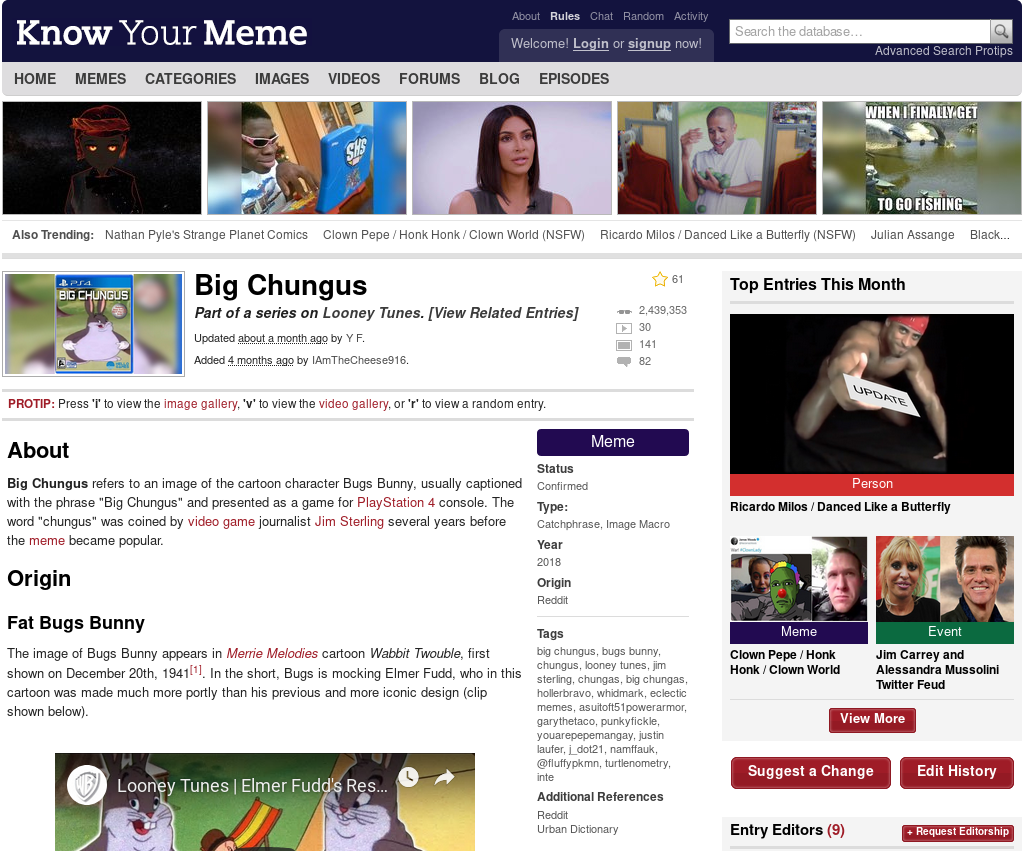 Know Your Meme
About Rules Chat Random Activity
Welcome! Login or signup now!
Search the database…
Advanced Search Protips
HOME MEMES CATEGORIES IMAGES VIDEOS FORUMS BLOG EPISODES
SHS
WHEN I FINALLY GET
TO GO FISHING
Also Trending: Nathan Pyle's Strange Planet Comics Clown Pepe / Honk Honk / Clown World (NSFW) Ricardo Milos / Danced Like a Butterfly (NSFW) Julian Assange Black...
PS4
BIG CHUNGUS
Big Chungus
Part of a series on Looney Tunes. [View Related Entries]
Updated about a month ago by Y F.
Added 4 months ago by IAmTheCheese916.
61
2,439,353
30
141
82
PROTIP: Press 'i' to view the image gallery, 'v' to view the video gallery, or 'r' to view a random entry.
About
Big Chungus refers to an image of the cartoon character Bugs Bunny, usually captioned
with the phrase "Big Chungus" and presented as a game for PlayStation 4 console. The
word "chungus" was coined by video game journalist Jim Sterling several years before
the meme became popular.
Origin
Fat Bugs Bunny
The image of Bugs Bunny appears in Merrie Melodies cartoon Wabbit Twouble, first
shown on December 20th, 1941[1]. In the short, Bugs is mocking Elmer Fudd, who in this
cartoon was made much more portly than his previous and more iconic design (clip
shown below).
WB
Looney Tunes | Elmer Fudd's Res...
Meme
Status
Confirmed
Type:
Catchphrase, Image Macro
Year
2018
Origin
Reddit
Tags
big chungus, bugs bunny,
chungus, looney tunes, jim
sterling, chungas, big changas,
hollerbravo, whidmark, eclectic
memes, asuitoft51powerarmor,
garythetaco, punkyfickle,
youarepepemangay, justin
laufer, j_dot21, namffauk,
@fluffypkmn, turtlenometry,
inte
Additional References
Reddit
Urban Dictionary
Top Entries This Month
UPDATE
Person
Ricardo Milos / Danced Like a Butterfly
Meme
Clown Pepe / Honk
Honk / Clown World
Event
Jim Carrey and
Alessandra Mussolini
Twitter Feud
View More
Suggest a Change
Edit History
Entry Editors (9)
+ Request Editorship